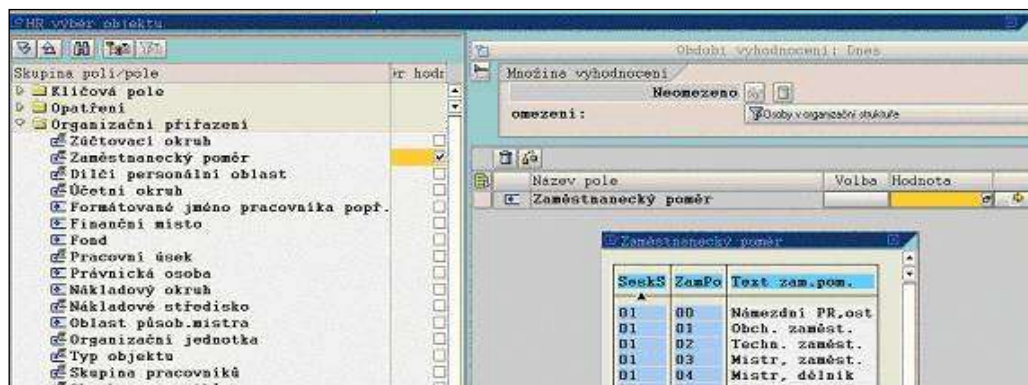 HR výběr objektu
Skupina polí/pole
Klíčová pole
Opatření
Organizační přiřazení
Zúčtovací okruh
Zaměstnanecký poměr
Dílčí personální oblast
Účetní okruh
Formátované jméno pracovníka popř.
Finanční místo
Fond
Pracovní úsek
Právnická osoba
Nákladový okruh
Nákladové středisko
Oblast působ.mistra
Organizační jednotka
Typ objektu
Skupina pracovníků
Období vyhodnocení: Dnes
Množina vyhodnocení
Neomezeno
omezení:
Osoby v organizační struktuře
Název pole Volba Hodnota
Zaměstnanecký poměr
Zaměstnanecký poměr
SeskS ZamPo Text zam.pom.
01 00 Námezdní PR,ost
01 01 Obch. zaměst.
01 02 Techn. zaměst.
01 03 Mistr, zaměst.
01 04 Mistr, dělník